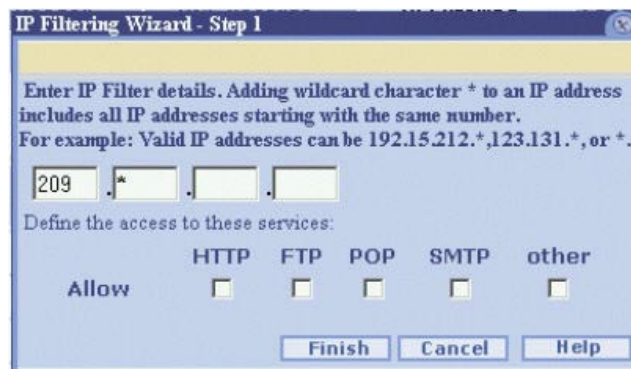 IP Filtering Wizard - Step 1
Enter IP Filter details. Adding wildcard character * to an IP address
includes all IP addresses starting with the same number.
For example: Valid IP addresses can be 192.15.212.*,123.131.*, or *.
209 .* . .
Define the access to these services:
HTTP FTP POP SMTP other
Allow
Finish Cancel Help